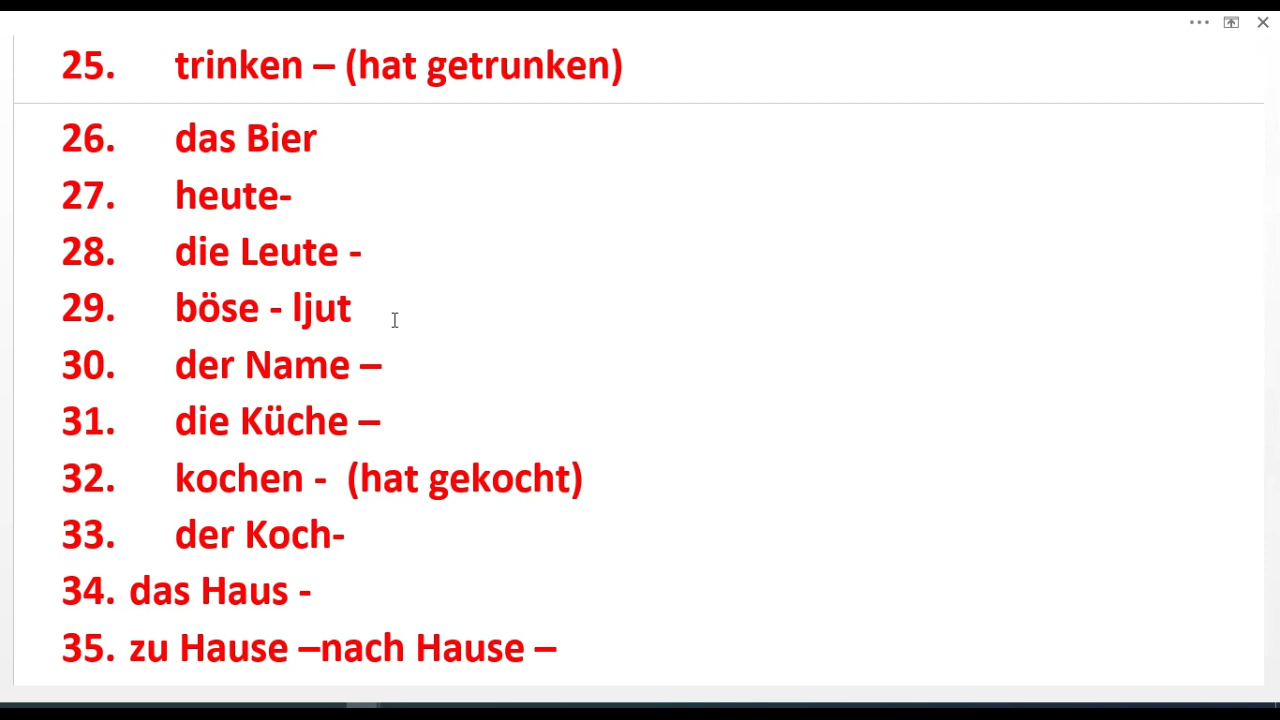 25. trinken – (hat getrunken)
26. das Bier
27. heute-
28. die Leute -
29. böse - ljut
30. der Name –
31. die Küche –
32. kochen - (hat gekocht)
33. der Koch-
34. das Haus -
35. zu Hause –nach Hause –